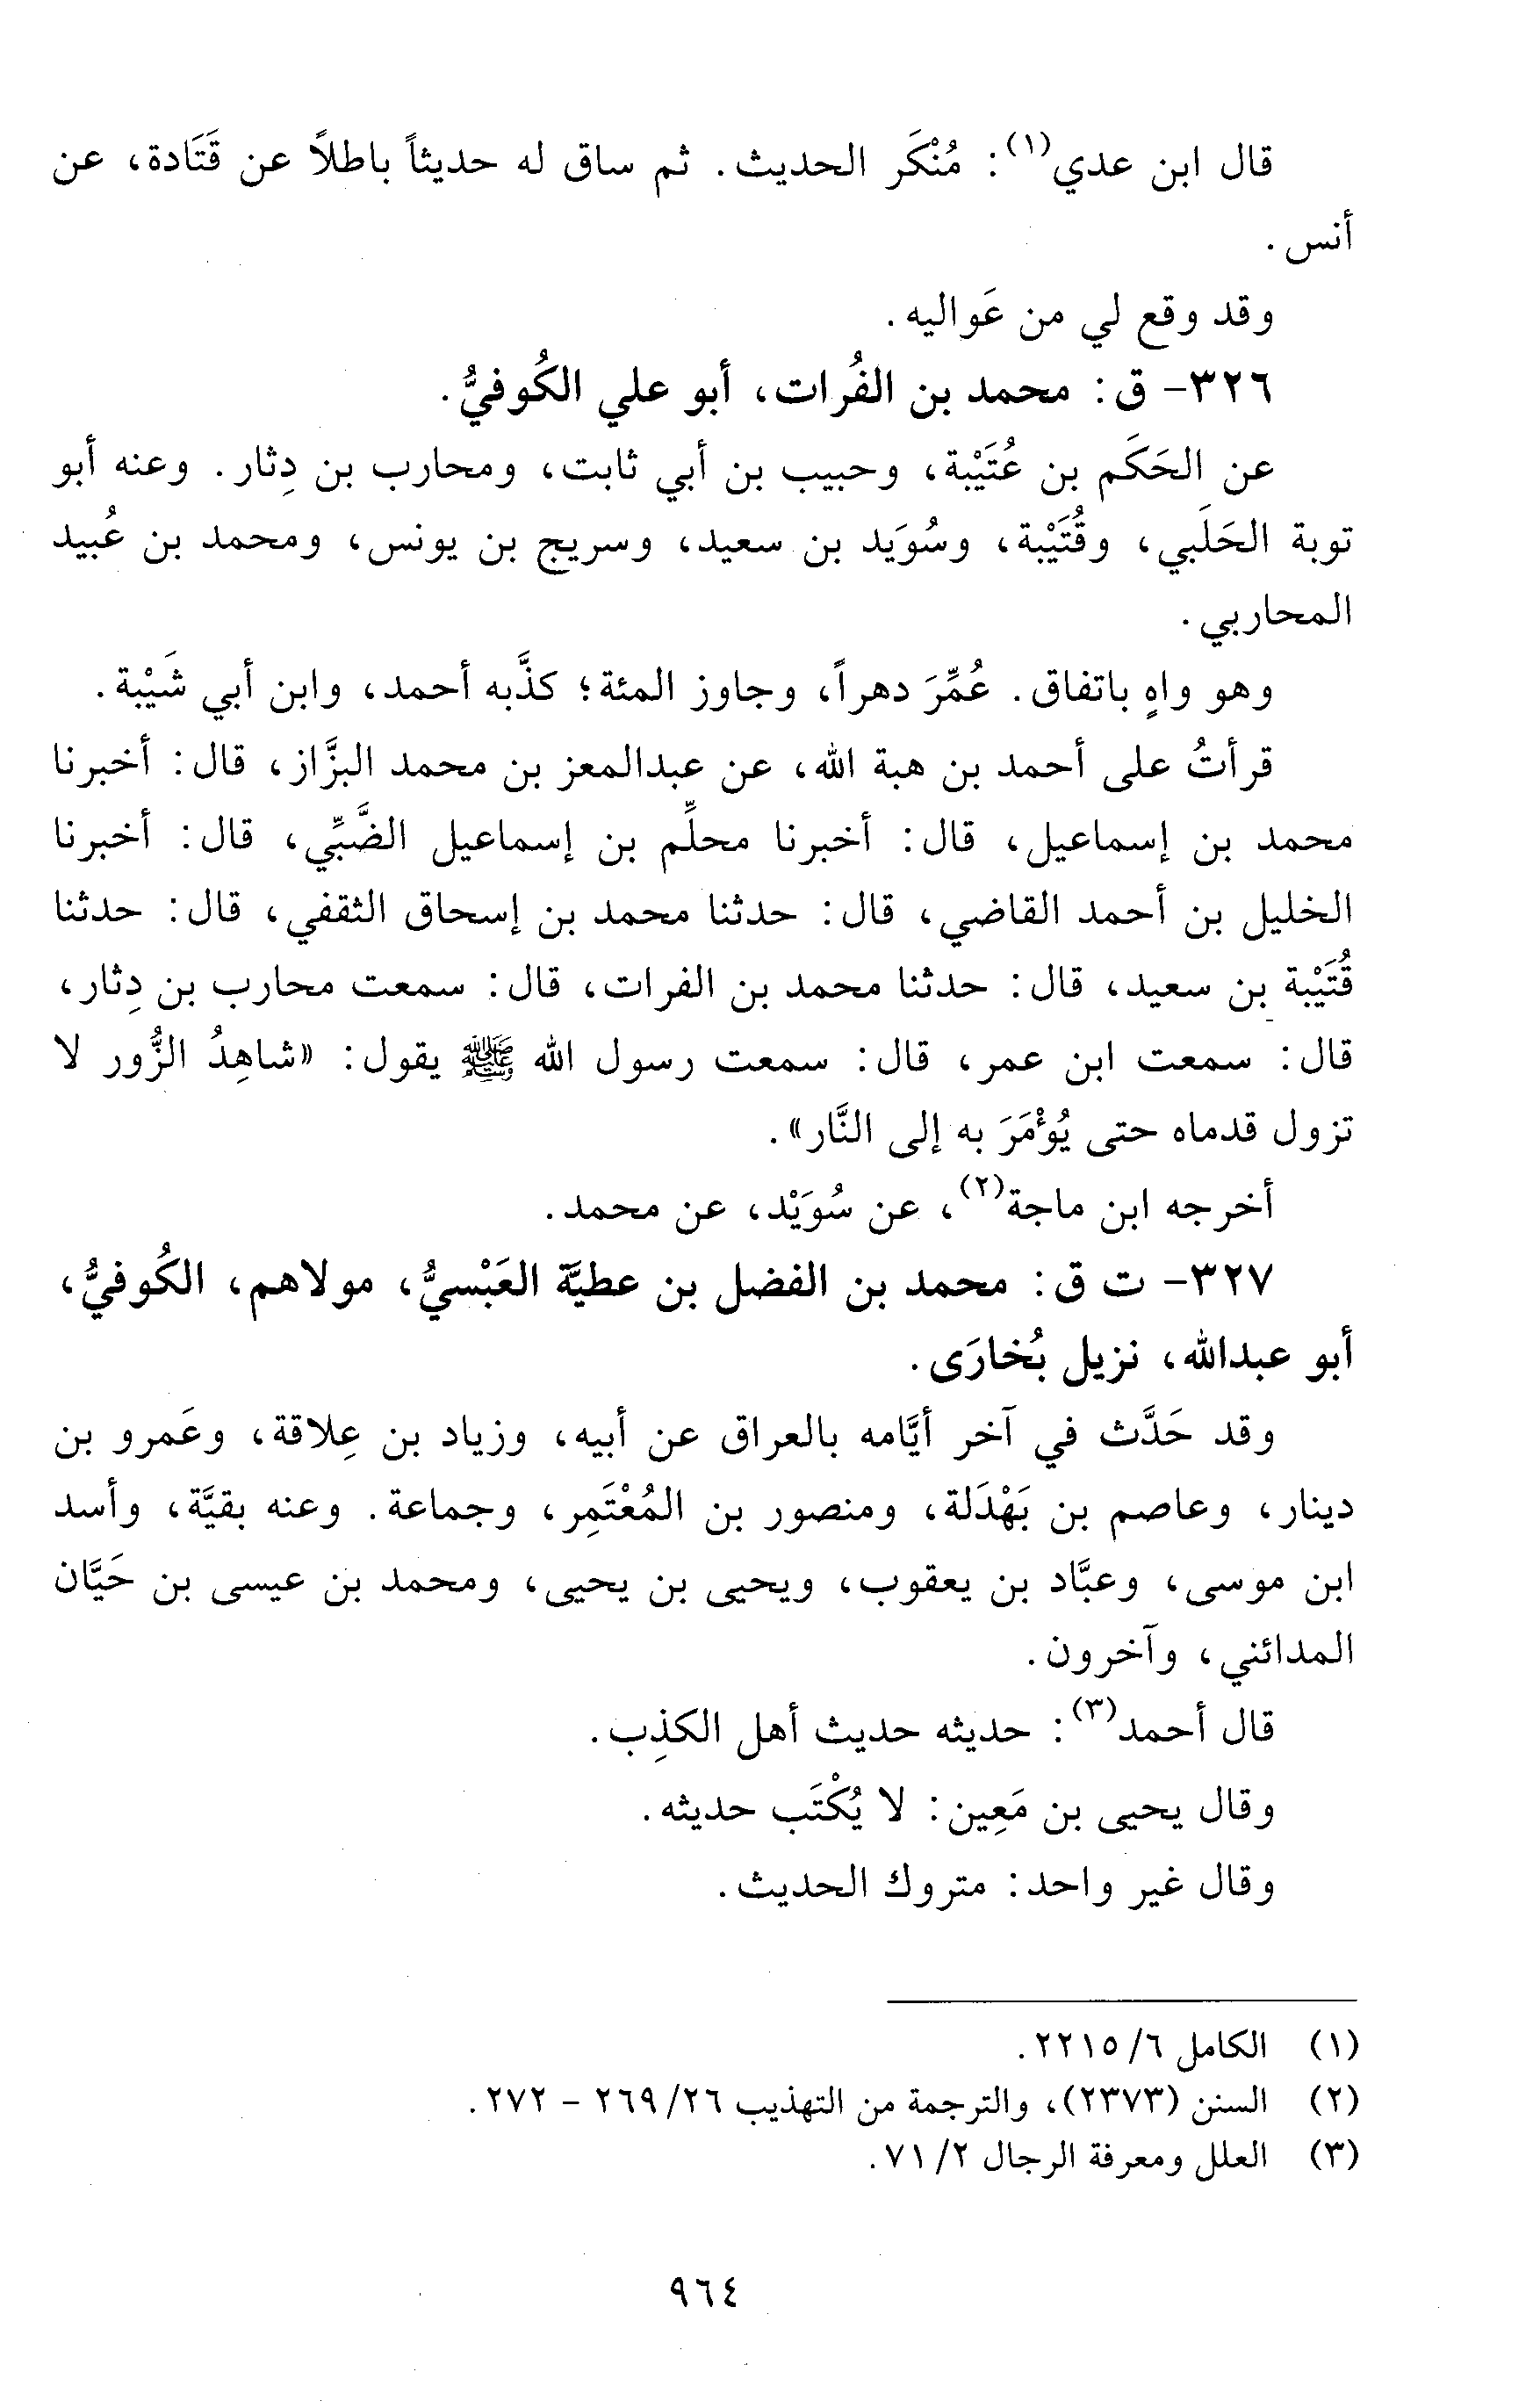 قال ابن عدي(١): مُنْكَر الحديث. ثم ساق له حديثاً باطلاً عن قَتَادة، عن
أنس.
وقد وقع لي من عَواليه.
٣٢٦- ق: محمد بن الفُرات، أبو علي الكُوفيُّ.
عن الحَكَم بن عُتَيْبة، وحبيب بن أبي ثابت، ومحارب بن دِثار. وعنه أبو
توبة الحَلَبي، وقُتَيْبة، وسُوَيد بن سعيد، وسريج بن يونس، ومحمد بن عُبيد
المحاربي.
وهو واهٍ باتفاق. عُمِّرَ دهراً، وجاوز المئة؛ كذَّبه أحمد، وابن أبي شَيْبة.
قرأتُ على أحمد بن هبة الله، عن عبدالمعز بن محمد البزَّاز، قال: أخبرنا
محمد بن إسماعيل، قال: أخبرنا محلِّم بن إسماعيل الضَّبِّي، قال: أخبرنا
الخليل بن أحمد القاضي، قال: حدثنا محمد بن إسحاق الثقفي، قال: حدثنا
قُتَيْبة بن سعيد، قال: حدثنا محمد بن الفرات، قال: سمعت محارب بن دِثار،
قال: سمعت ابن عمر، قال: سمعت رسول الله ﷺ يقول: «شاهِدُ الزُّور لا
تزول قدماه حتى يُؤْمَرَ به إلى النَّار».
أخرجه ابن ماجة(٢)، عن سُوَيْد، عن محمد.
٣٢٧- ت ق: محمد بن الفضل بن عطيَّة العَبْسيُّ، مولاهم، الكُوفيُّ،
أبو عبدالله، نزيل بُخارَى.
وقد حَدَّث في آخر أيَّامه بالعراق عن أبيه، وزياد بن عِلاقة، وعَمرو بن
دينار، وعاصم بن بَهْدَلة، ومنصور بن المُعْتَمِر، وجماعة. وعنه بقيَّة، وأسد
ابن موسى، وعبَّاد بن يعقوب، ويحيى بن يحيى، ومحمد بن عيسى بن حَيَّان
المدائني، وآخرون.
قال أحمد(٣): حديثه حديث أهل الكذِب.
وقال يحيى بن مَعِين: لا يُكْتَب حديثه.
وقال غير واحد: متروك الحديث.
(١) الكامل ٦/ ٢٢١٥.
(٢) السنن (٢٣٧٣)، والترجمة من التهذيب ٢٦/ ٢٦٩ - ٢٧٢.
(٣) العلل ومعرفة الرجال ٢/ ٧١.
٩٦٤